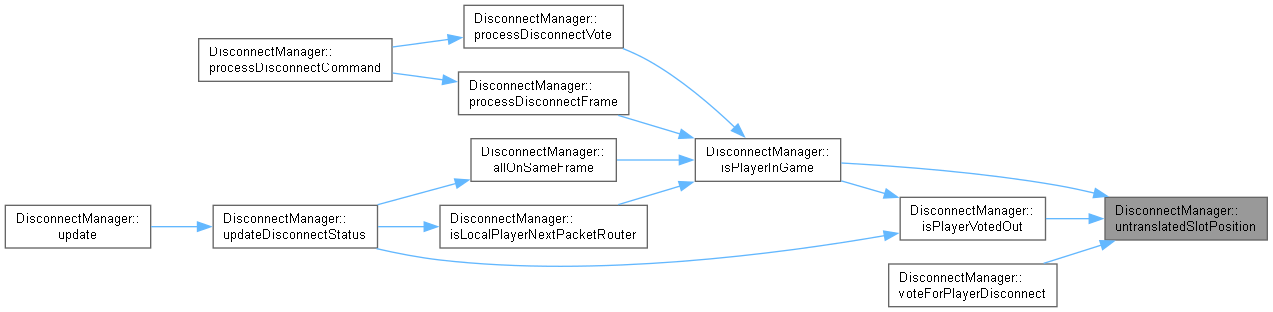 DisconnectManager::
processDisconnectVote
DisconnectManager::
processDisconnectCommand
DisconnectManager::
processDisconnectFrame
DisconnectManager::
allOnSameFrame
DisconnectManager::
isPlayerInGame
DisconnectManager::
update
DisconnectManager::
updateDisconnectStatus
DisconnectManager::
isLocalPlayerNextPacketRouter
DisconnectManager::
isPlayerVotedOut
DisconnectManager::
untranslatedSlotPosition
DisconnectManager::
voteForPlayerDisconnect